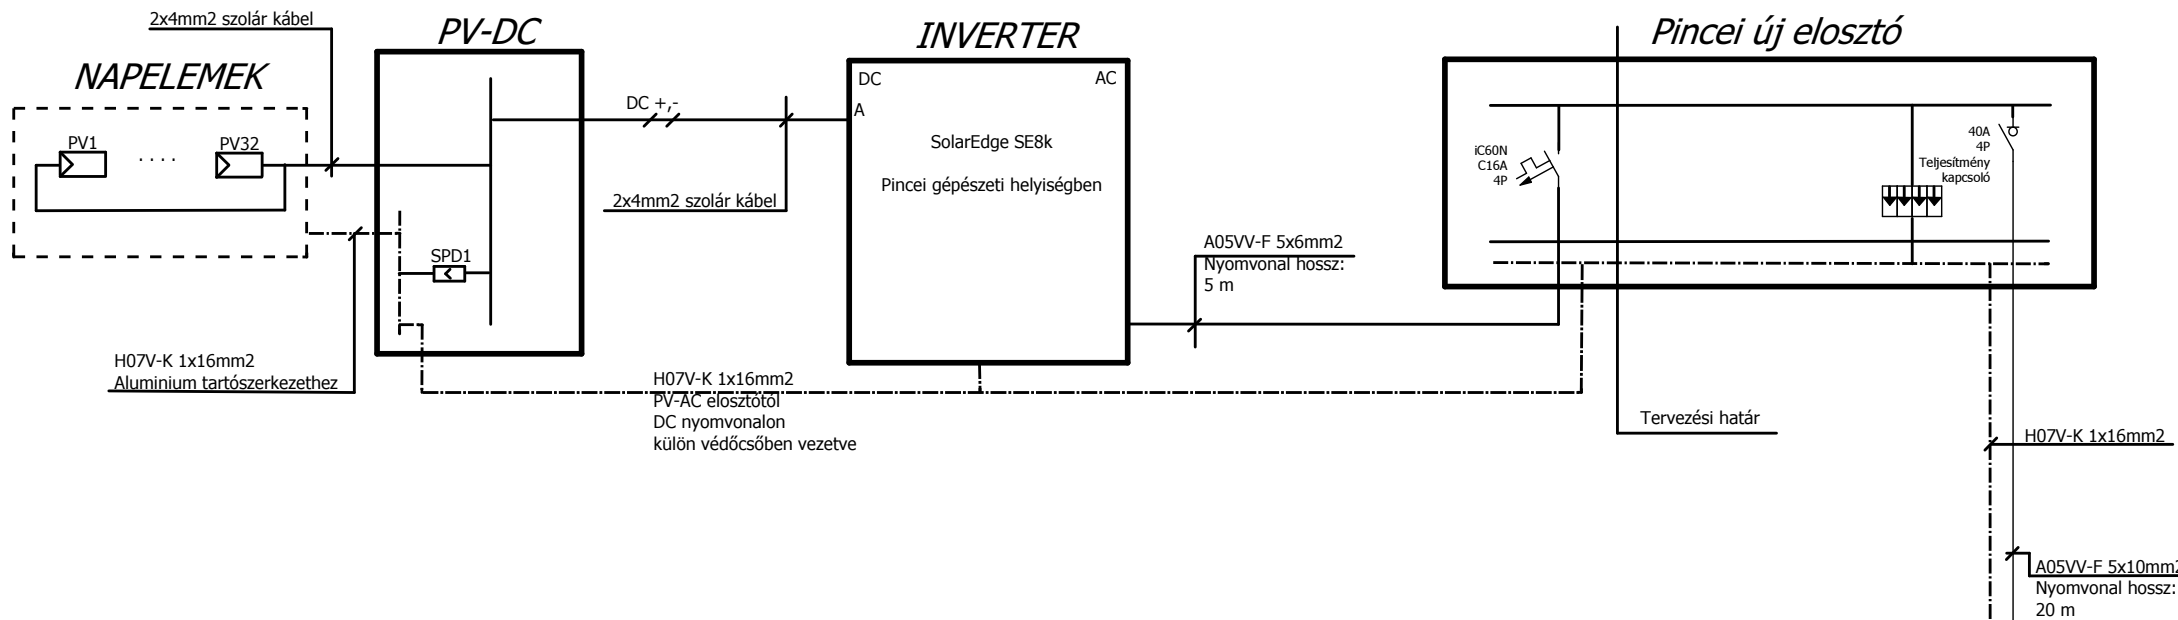 2x4mm2 szolár kábel
NAPELEMEK
PV1
. . . .
PV32
H07V-K 1x16mm2
Aluminium tartószerkezethez
PV-DC
SPD1
DC +,-
2x4mm2 szolár kábel
H07V-K 1x16mm2
PV-AC elosztótól
DC nyomvonalon
külön védőcsőben vezetve
INVERTER
DC
AC
A
SolarEdge SE8k
Pincei gépészeti helyiségben
A05VV-F 5x6mm2
Nyomvonal hossz:
5 m
Pincei új elosztó
iC60N
C16A
4P
40A
4P
Teljesítmény
kapcsoló
Tervezési határ
H07V-K 1x16mm2
A05VV-F 5x10mm2
Nyomvonal hossz:
20 m